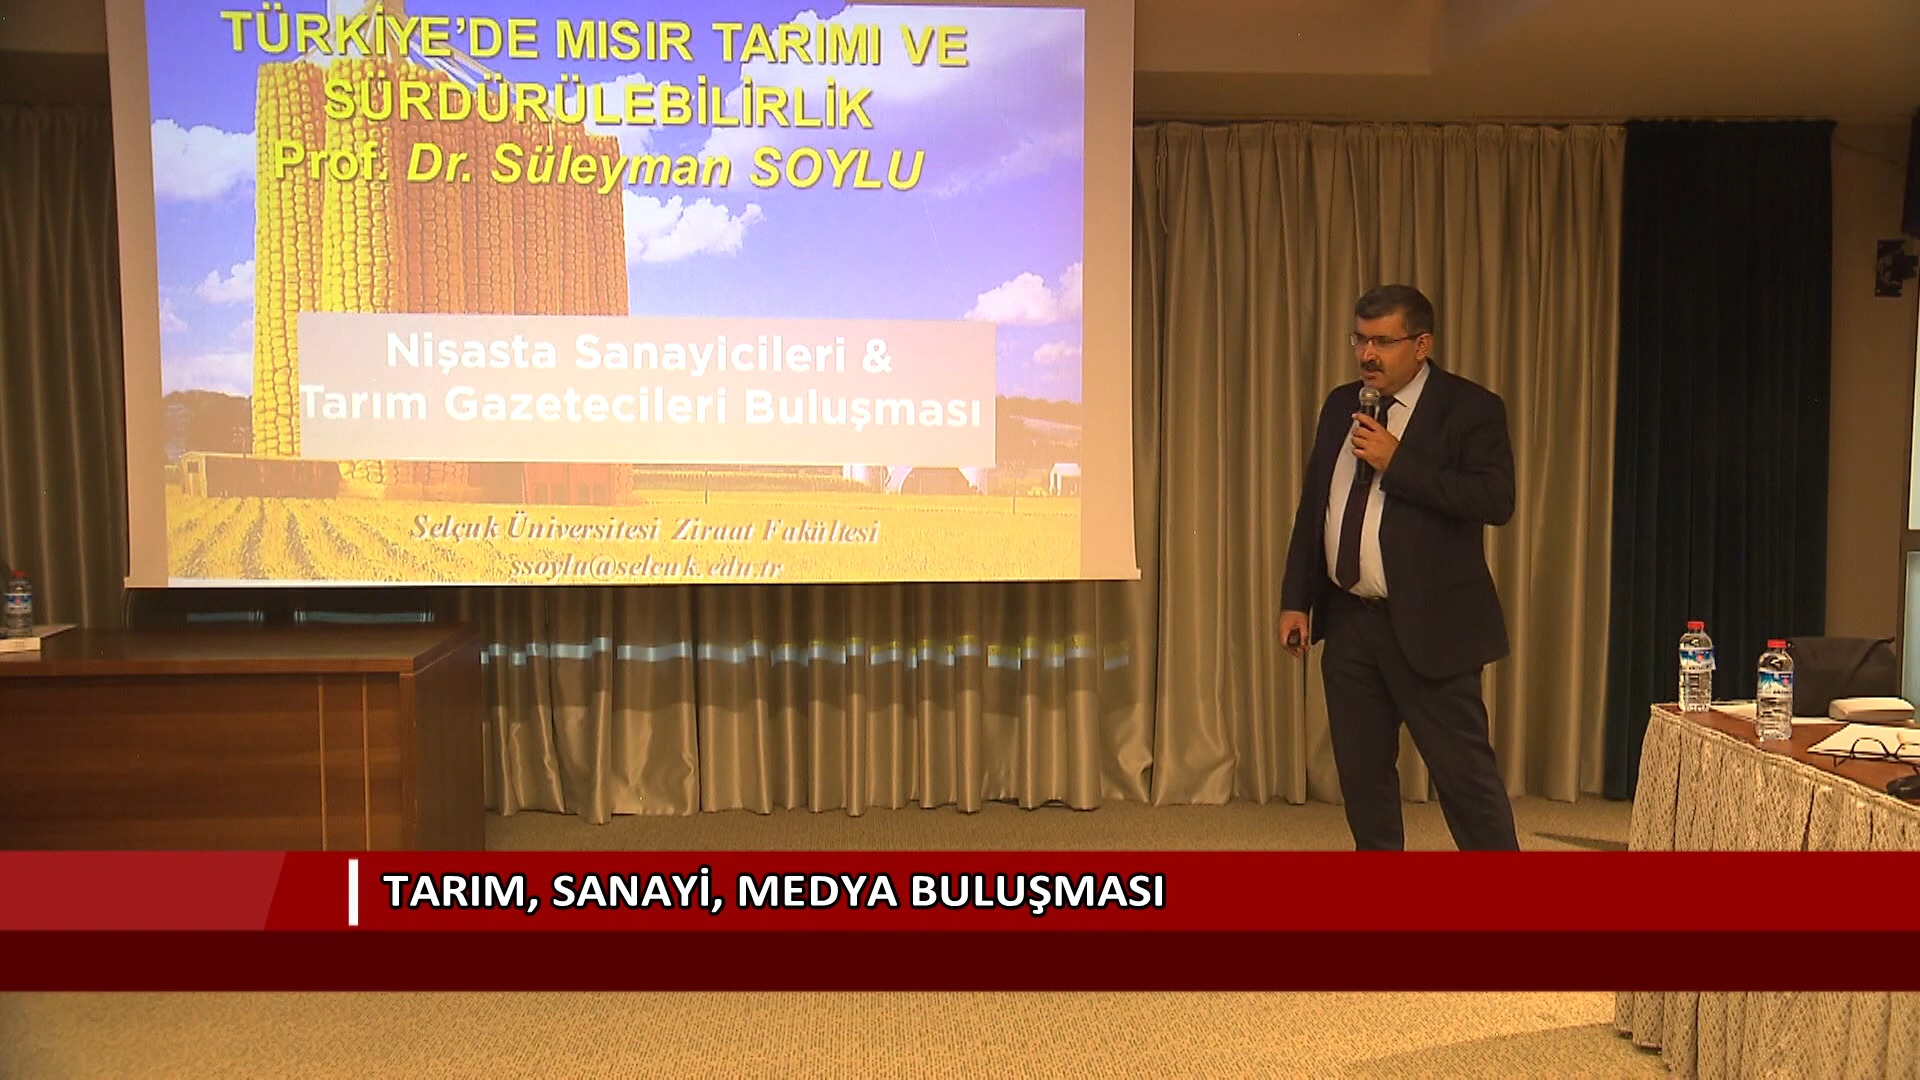 TÜRKİYE'DE MISIR TARIMI VE
SÜRDÜRÜLEBİLİRLİK
Prof. Dr. Süleyman SOYLU
Nişasta Sanayicileri &
Tarım Gazetecileri Buluşması
Selçuk Üniversitesi Ziraat Fakültesi
ssoylu@selcuk.edu.tr
TARIM, SANAYİ, MEDYA BULUŞMASI